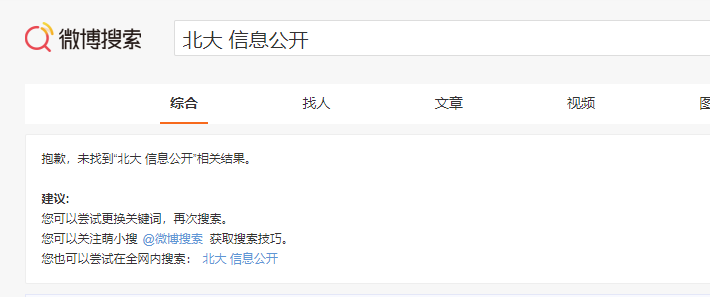 微博搜索
北大 信息公开
综合 找人 文章 视频
抱歉，未找到“北大 信息公开”相关结果。
建议：
您可以尝试更换关键词，再次搜索。
您可以关注萌小搜 @微博搜索 获取搜索技巧。
您也可以尝试在全网内搜索： 北大 信息公开